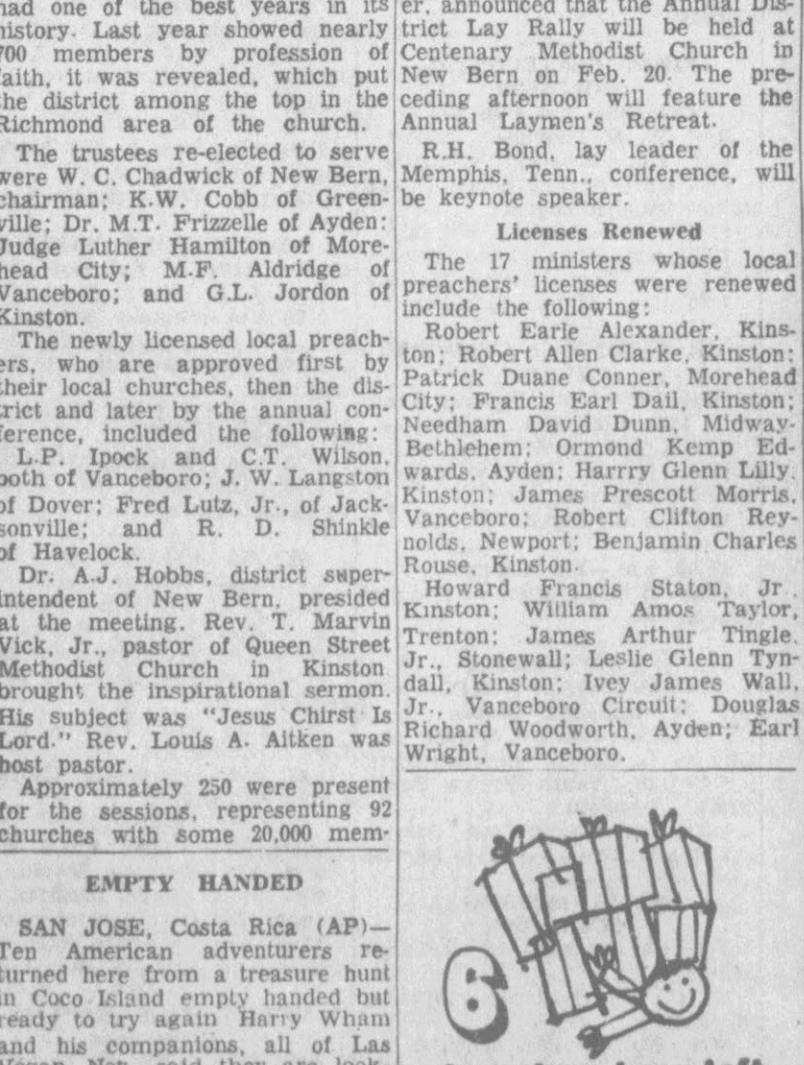 had one of the best years in its
history. Last year showed nearly
700 members by profession of
faith, it was revealed, which put
the district among the top in the
Richmond area of the church.
The trustees re-elected to serve
were W. C. Chadwick of New Bern,
chairman; K.W. Cobb of Green-
ville; Dr. M.T. Frizzelle of Ayden;
Judge Luther Hamilton of More-
head City; M.F. Aldridge of
Vanceboro; and G.L. Jordon of
Kinston.
The newly licensed local preach-
ers, who are approved first by
their local churches, then the dis-
trict and later by the annual con-
ference, included the following:
L.P. Ipock and C.T. Wilson,
both of Vanceboro; J. W. Langston
of Dover; Fred Lutz, Jr., of Jack-
sonville; and R. D. Shinkle
of Havelock.
Dr. A.J. Hobbs, district super-
intendent of New Bern, presided
at the meeting. Rev. T. Marvin
Vick, Jr., pastor of Queen Street
Methodist Church in Kinston
brought the inspirational sermon.
His subject was "Jesus Chirst Is
Lord." Rev. Louis A. Aitken was
host pastor.
Approximately 250 were present
for the sessions, representing 92
churches with some 20,000 mem-
EMPTY HANDED
SAN JOSE, Costa Rica (AP)—
Ten American adventurers re-
turned here from a treasure hunt
in Coco Island empty handed but
ready to try again Harry Wham
and his companions, all of Las
Vegas, Nev., said they are look-
er, announced that the Annual Dis-
trict Lay Rally will be held at
Centenary Methodist Church in
New Bern on Feb. 20. The pre-
ceding afternoon will feature the
Annual Laymen's Retreat.
R.H. Bond, lay leader of the
Memphis, Tenn., conference, will
be keynote speaker.
Licenses Renewed
The 17 ministers whose local
preachers' licenses were renewed
include the following:
Robert Earle Alexander, Kins-
ton; Robert Allen Clarke, Kinston;
Patrick Duane Conner, Morehead
City; Francis Earl Dail, Kinston;
Needham David Dunn, Midway-
Bethlehem; Ormond Kemp Ed-
wards, Ayden; Harrry Glenn Lilly,
Kinston; James Prescott Morris,
Vanceboro; Robert Clifton Rey-
nolds, Newport; Benjamin Charles
Rouse, Kinston.
Howard Francis Staton, Jr.,
Kinston; William Amos Taylor,
Trenton; James Arthur Tingle,
Jr., Stonewall; Leslie Glenn Tyn-
dall, Kinston; Ivey James Wall,
Jr., Vanceboro Circuit; Douglas
Richard Woodworth, Ayden; Earl
Wright, Vanceboro.
6